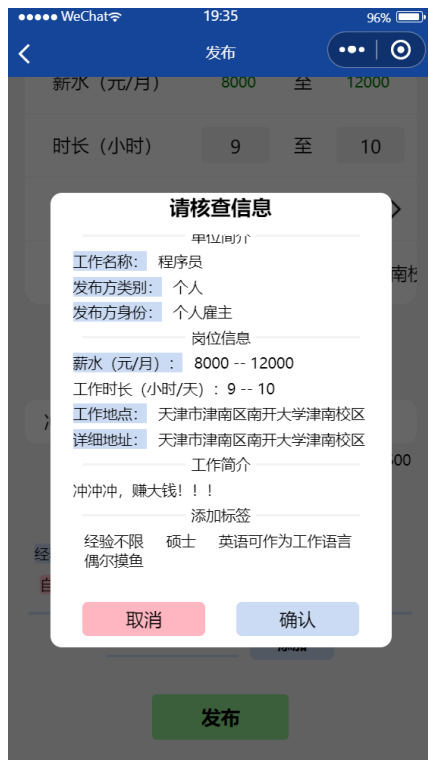 WeChat 19:35 96%
发布
薪水（元/月） 8000 至 12000
时长（小时） 9 至 10
请核查信息
单位简介
工作名称： 程序员
发布方类别： 个人
发布方身份： 个人雇主
南校
岗位信息
薪水（元/月）： 8000 -- 12000
工作时长（小时/天）：9 -- 10
工作地点： 天津市津南区南开大学津南校区
详细地址： 天津市津南区南开大学津南校区
工作简介
冲冲冲，赚大钱！！！
添加标签
经验不限 硕士 英语可作为工作语言
偶尔摸鱼
经
自
取消 确认
发布